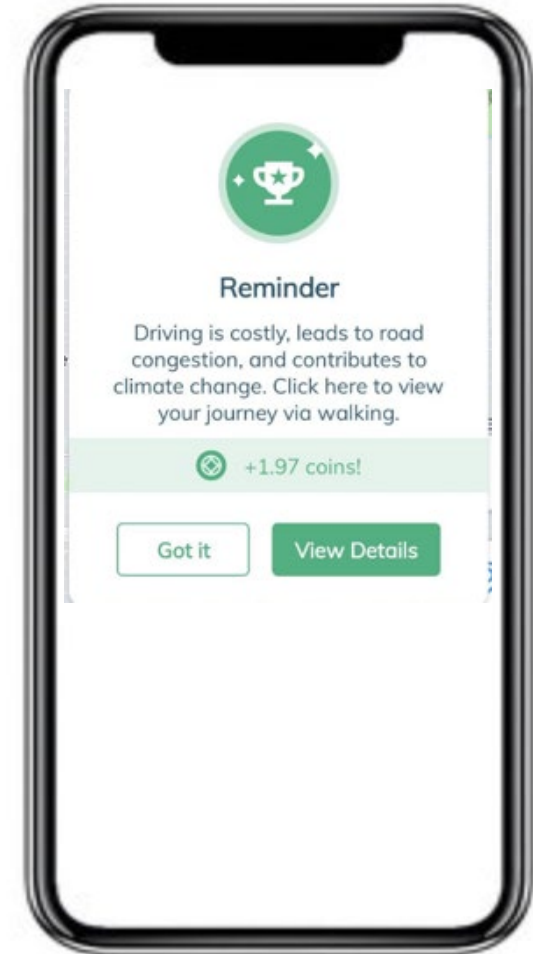 Reminder
Driving is costly, leads to road
congestion, and contributes to
climate change. Click here to view
your journey via walking.
+1.97 coins!
Got it
View Details